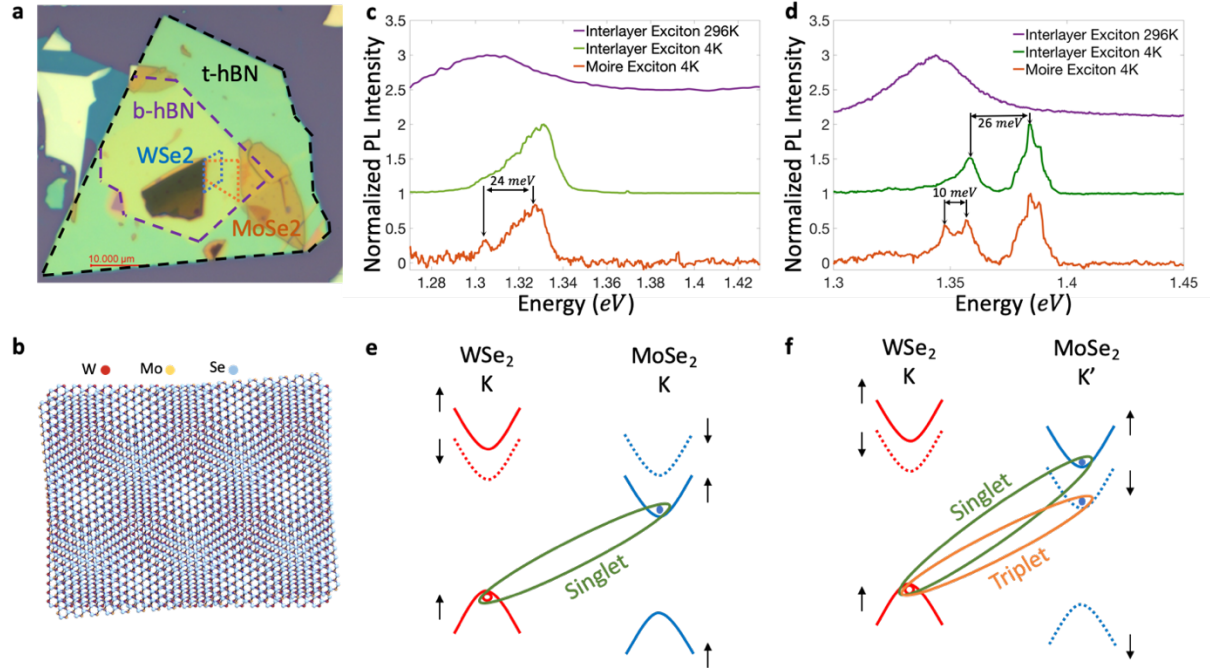 a
t-hBN
b-hBN
WSe2
MoSe2
10.000 µm
b
W
Mo
Se
c
Normalized PL Intensity
3
2.5
2
1.5
1
0.5
0
Interlayer Exciton 296K
Interlayer Exciton 4K
Moire Exciton 4K
24 meV
1.28 1.3 1.32 1.34 1.36 1.38 1.4 1.42
Energy (eV)
d
Normalized PL Intensity
3
2.5
2
1.5
1
0.5
0
Interlayer Exciton 296K
Interlayer Exciton 4K
Moire Exciton 4K
26 meV
10 meV
1.3 1.35 1.4 1.45
Energy (eV)
e
WSe₂ MoSe₂
K K
Singlet
f
WSe₂ MoSe₂
K K'
Singlet
Triplet